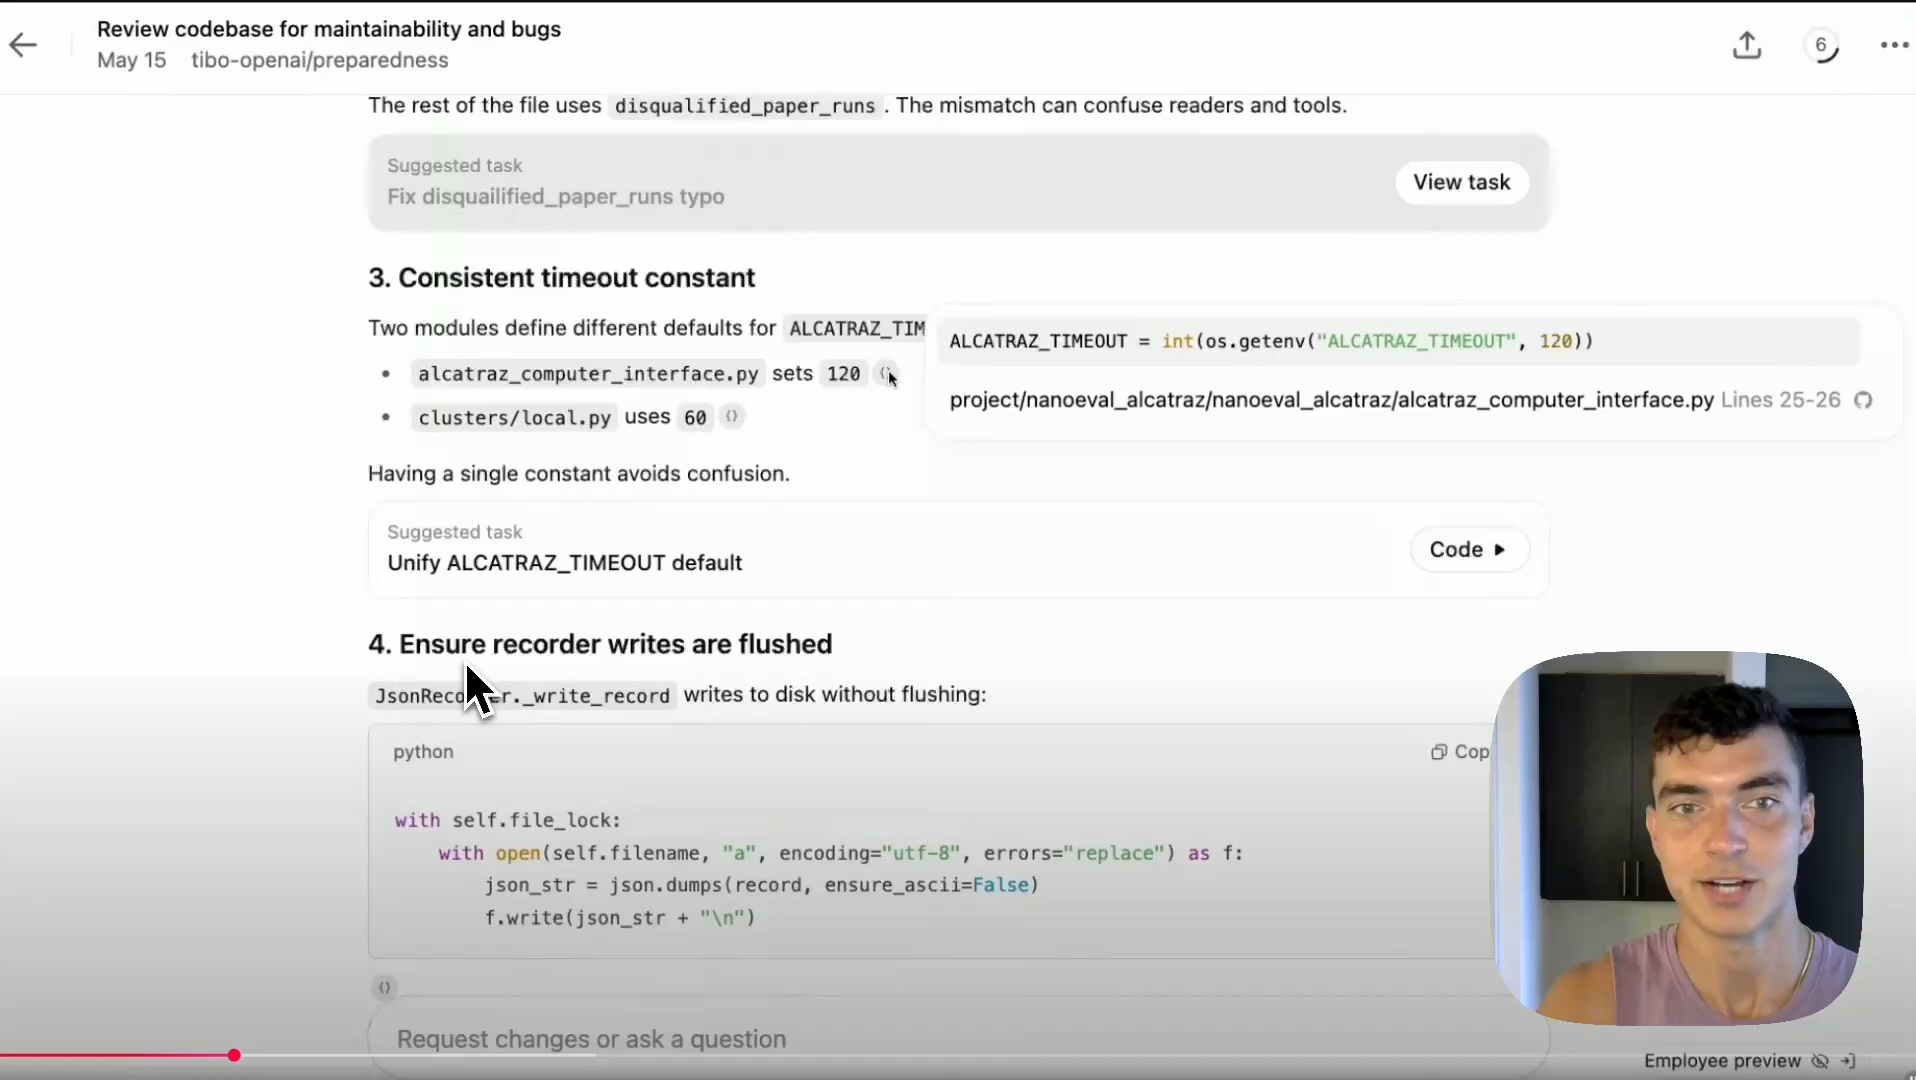 Review codebase for maintainability and bugs
May 15 tibo-openai/preparedness
6
The rest of the file uses disqualified_paper_runs . The mismatch can confuse readers and tools.
Suggested task
Fix disquailified_paper_runs typo
View task
3. Consistent timeout constant
Two modules define different defaults for ALCATRAZ_TIM
• alcatraz_computer_interface.py sets 120
• clusters/local.py uses 60 {}
ALCATRAZ_TIMEOUT = int(os.getenv("ALCATRAZ_TIMEOUT", 120))
project/nanoeval_alcatraz/nanoeval_alcatraz/alcatraz_computer_interface.py Lines 25-26
Having a single constant avoids confusion.
Suggested task
Unify ALCATRAZ_TIMEOUT default
Code
4. Ensure recorder writes are flushed
JsonReco r._write_record writes to disk without flushing:
python
Cop
with self.file_lock:
with open(self.filename, "a", encoding="utf-8", errors="replace") as f:
json_str = json.dumps(record, ensure_ascii=False)
f.write(json_str + "\n")
{}
Request changes or ask a question
Employee preview